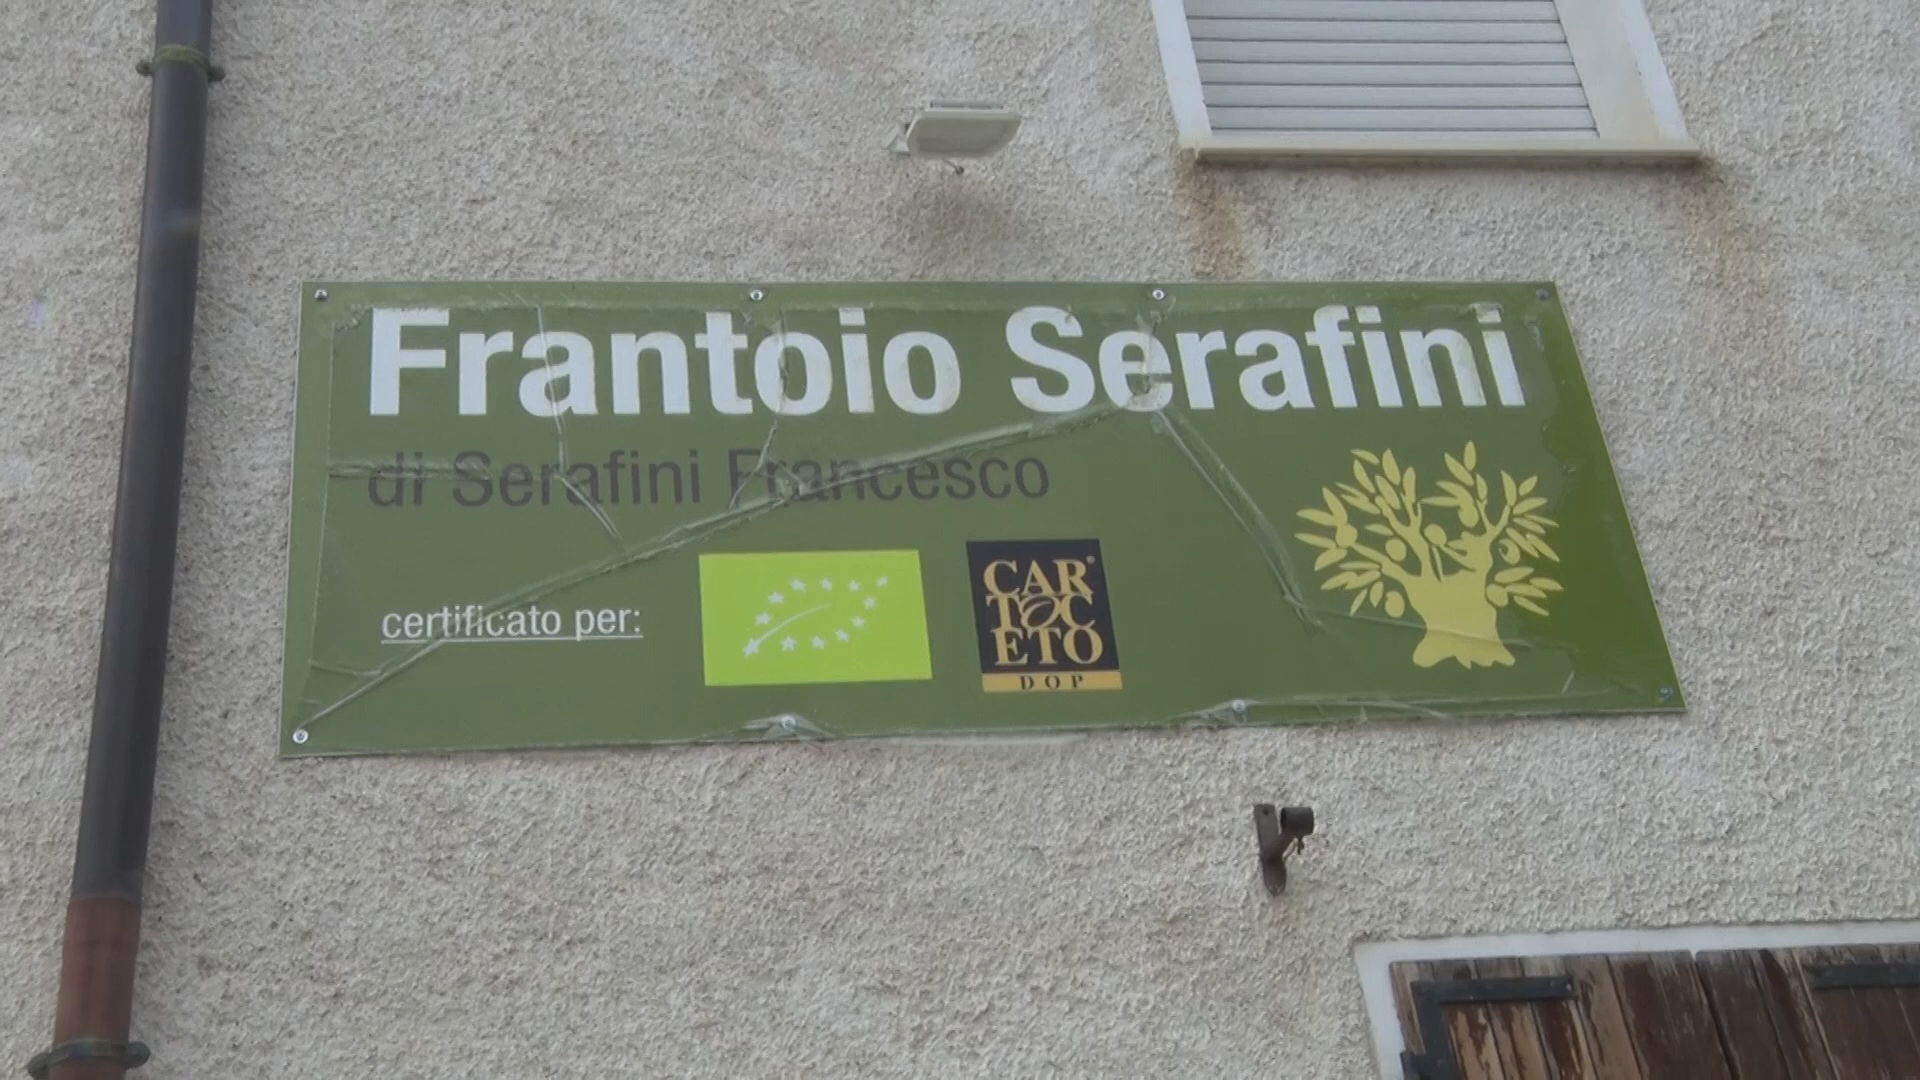 Frantoio Serafini
di Serafini Francesco
certificato per:
CAR®
TOC
ETO
DOP